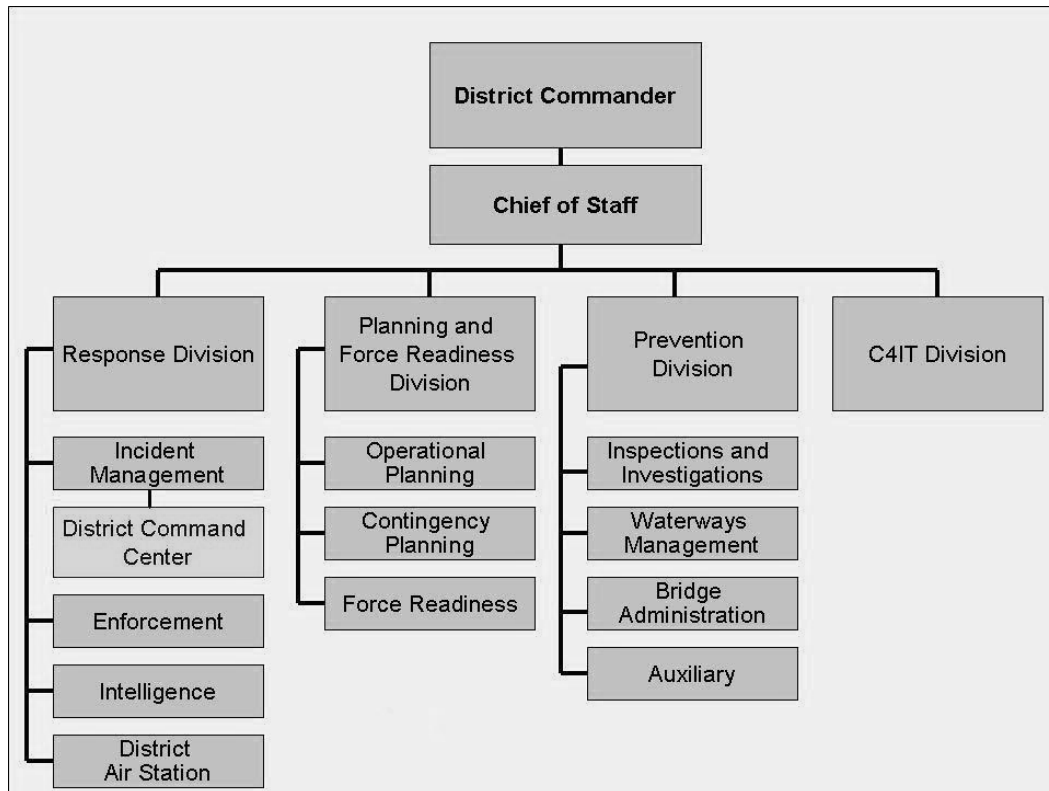 District Commander
Chief of Staff
Response Division
Planning and
Force Readiness
Division
Prevention
Division
C4IT Division
Incident
Management
District Command
Center
Enforcement
Intelligence
District
Air Station
Operational
Planning
Contingency
Planning
Force Readiness
Inspections and
Investigations
Waterways
Management
Bridge
Administration
Auxiliary